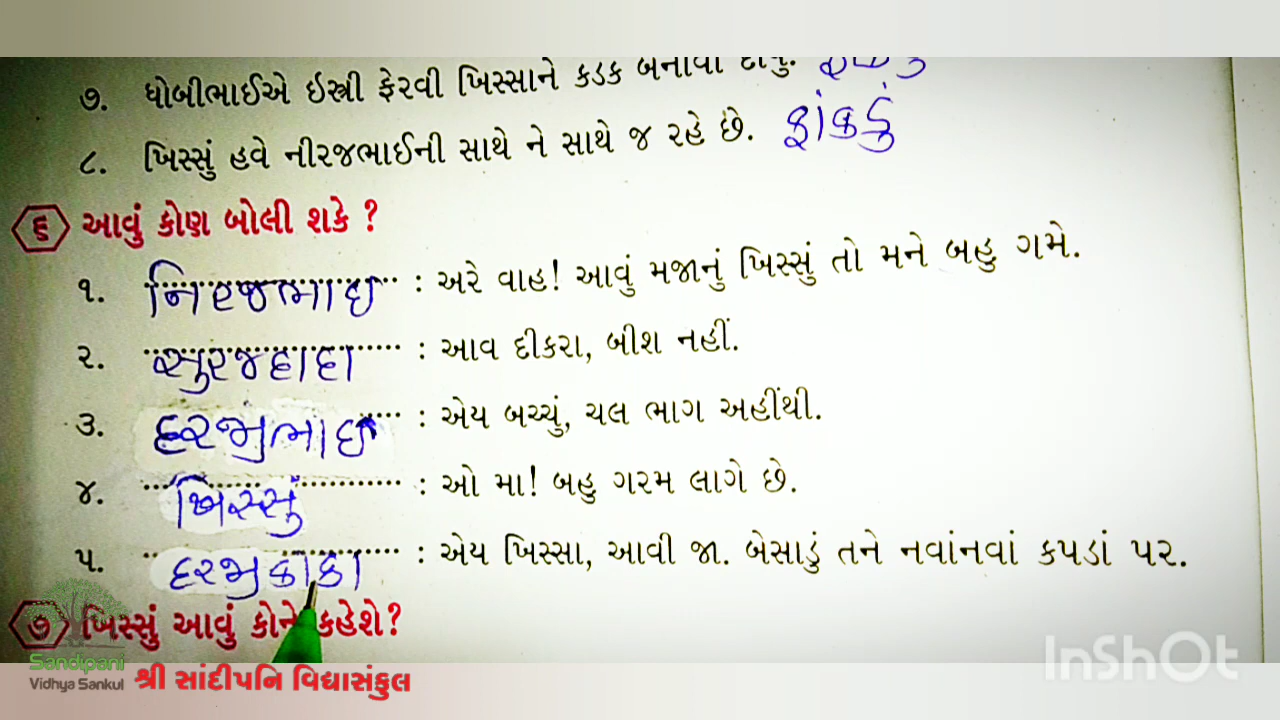 ૭. ધોબીભાઈએ ઇસ્ત્રી ફેરવી ખિસ્સાને કડક બનાવી દીધું.
૮. ખિસ્સું હવે નીરજભાઈની સાથે ને સાથે જ રહે છે.
૬ આવું કોણ બોલી શકે ?
૧. નિરજભાઇ : અરે વાહ! આવું મજાનું ખિસ્સું તો મને બહુ ગમે.
૨. સુરજદાદા : આવ દીકરા, બીશ નહીં.
૩. દરજીભાઇ : એય બચ્ચું, ચલ ભાગ અહીંથી.
૪. ખિસ્સું : ઓ મા! બહુ ગરમ લાગે છે.
૫. દરજીકાકા : એય ખિસ્સા, આવી જા. બેસાડું તને નવાંનવાં કપડાં પર.
૭ ખિસ્સું આવું કોને કહેશે?
Sandipani
Vidhya Sankul
શ્રી સાંદીપનિ વિદ્યાસંકુલ
InShOt